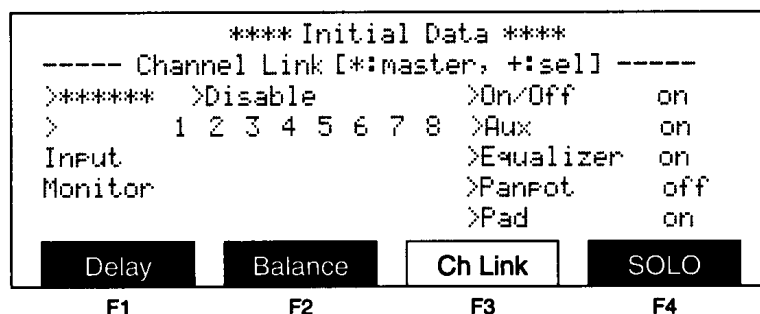 **** Initial Data ****
----- Channel Link [*:master, +:sel] -----
>****** >Disable >On/Off on
> 1 2 3 4 5 6 7 8 >Aux on
Input >Equalizer on
Monitor >Panpot off
>Pad on
Delay Balance Ch Link SOLO
F1 F2 F3 F4